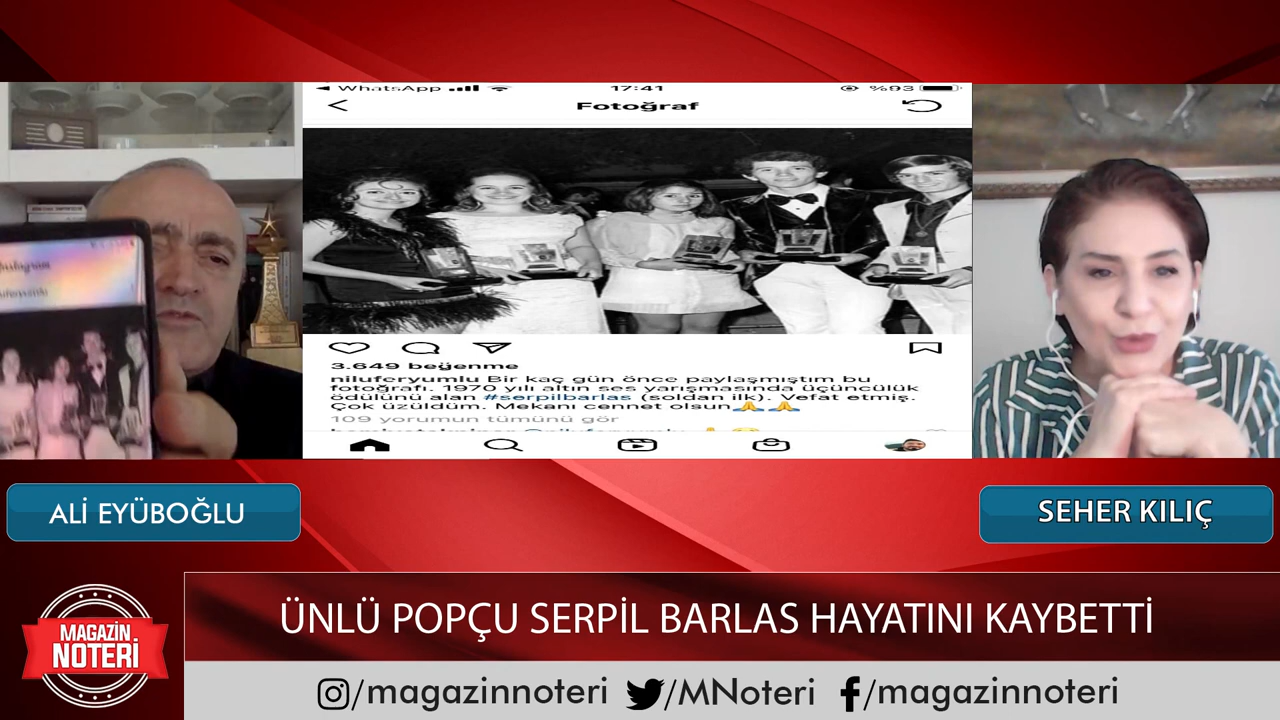 WhatsApp 17:41 %93
Fotoğraf
Instagram
3.649 beğenme
niluferyumlu Bir kaç gün önce paylaşmıştım bu
fotoğrafı. 1970 yılı altın ses yarışmasında üçüncülük
ödülünü alan #serpilbarlas (soldan ilk). Vefat etmiş.
Çok üzüldüm. Mekanı cennet olsun🙏🙏
109 yorumun tümünü gör
ALİ EYÜBOĞLU
SEHER KILIÇ
MAGAZİN
NOTERİ
ÜNLÜ POPÇU SERPİL BARLAS HAYATINI KAYBETTİ
/magazinnoteri /MNoteri /magazinnoteri